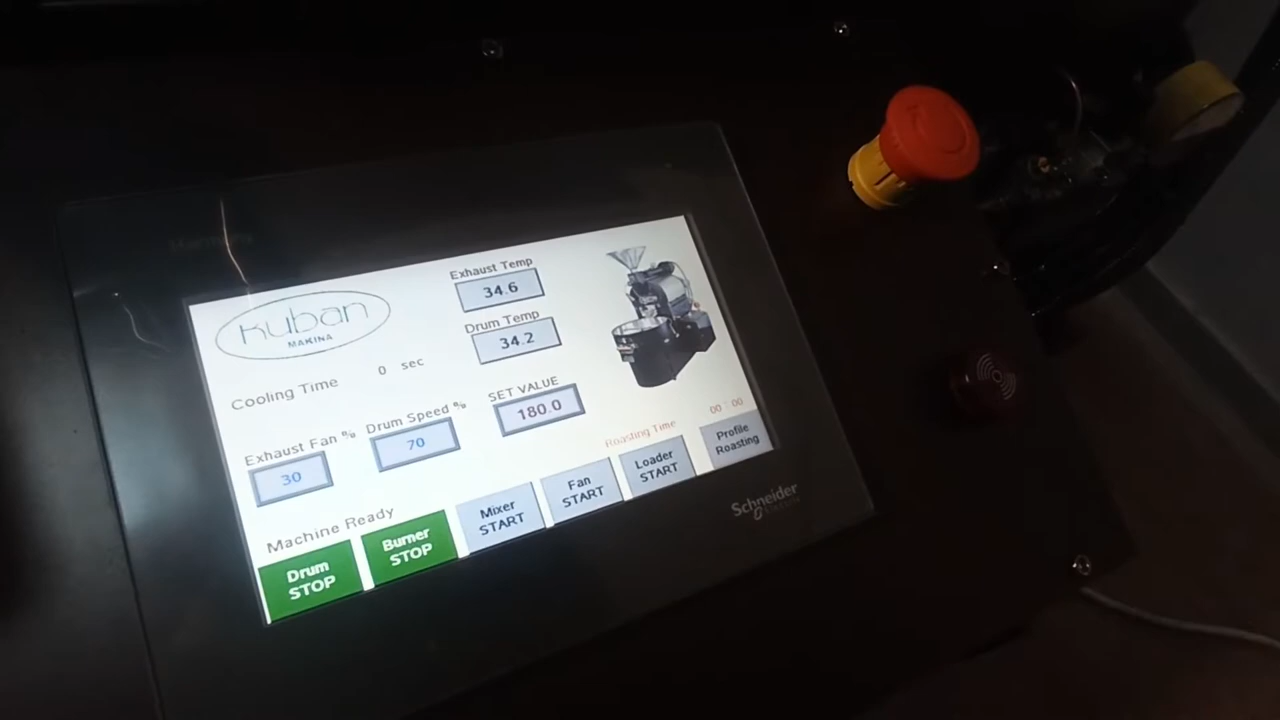 Kuban
MAKINA
Exhaust Temp
34.6
Drum Temp
34.2
Cooling Time 0 sec
SET VALUE
180.0
Exhaust Fan %
30
Drum Speed %
70
Roasting Time 00 : 00
Machine Ready
Drum
STOP
Burner
STOP
Mixer
START
Fan
START
Loader
START
Profile
Roasting
Schneider